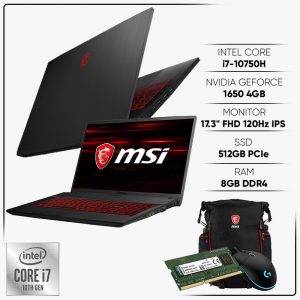 INTEL CORE
i7-10750H
NVIDIA GEFORCE
1650 4GB
MONITOR
17.3" FHD 120Hz IPS
SSD
512GB PCIe
RAM
8GB DDR4
msi
intel
CORE i7
10TH GEN